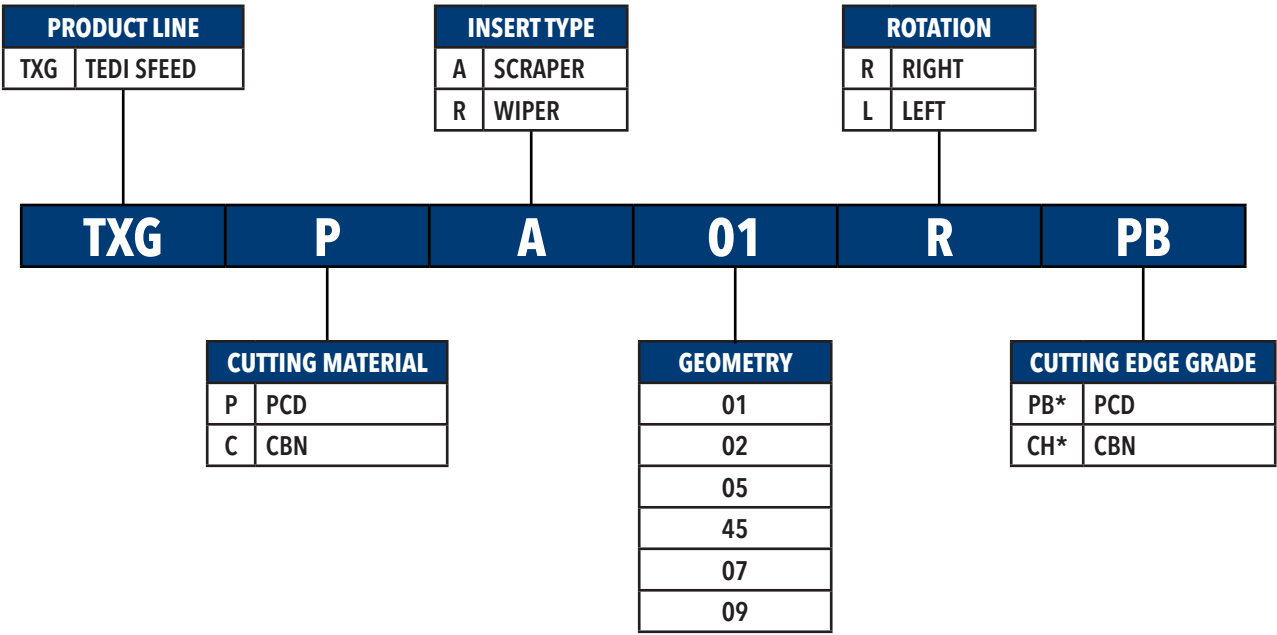 PRODUCT LINE
TXG TEDI SFEED
INSERT TYPE
A SCRAPER
R WIPER
ROTATION
R RIGHT
L LEFT
TXG P A 01 R PB
CUTTING MATERIAL
P PCD
C CBN
GEOMETRY
01
02
05
45
07
09
CUTTING EDGE GRADE
PB* PCD
CH* CBN